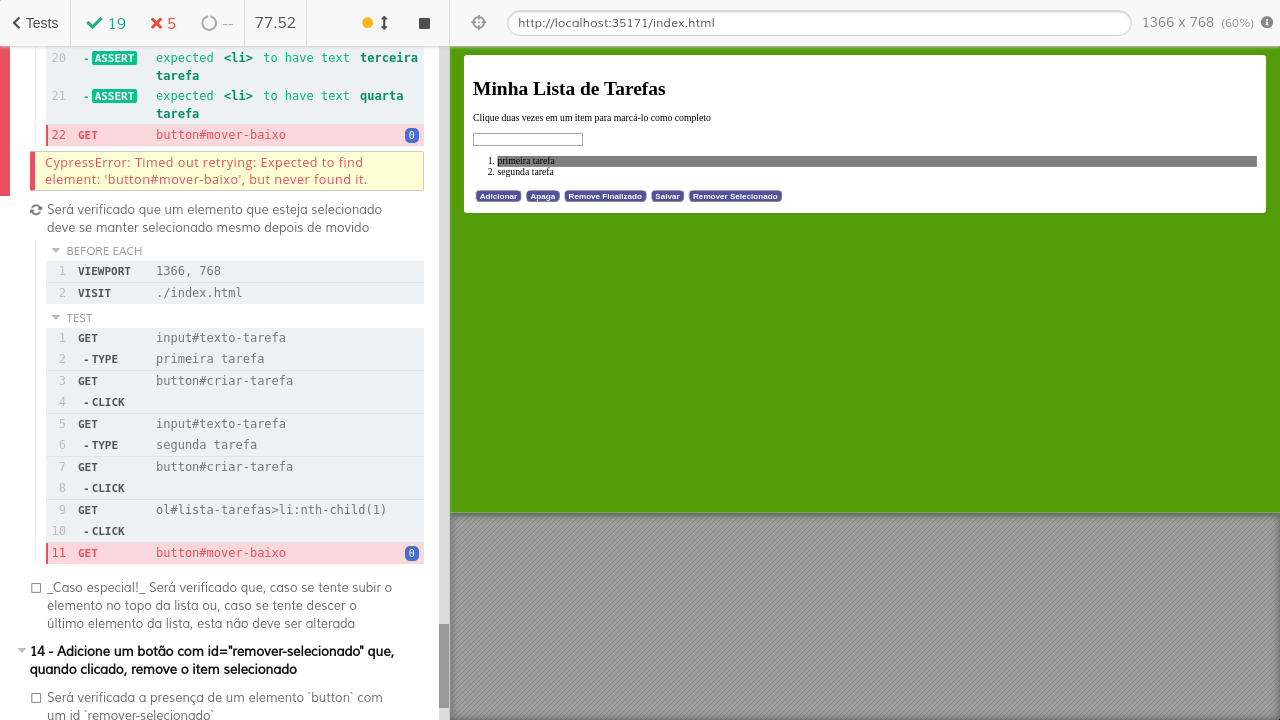 Tests
19
5
--
77.52
http://localhost:35171/index.html
1366 x 768 (60%)
20 - ASSERT expected <li> to have text terceira
tarefa
21 - ASSERT expected <li> to have text quarta
tarefa
22 GET button#mover-baixo 0
CypressError: Timed out retrying: Expected to find
element: 'button#mover-baixo', but never found it.
Será verificado que um elemento que esteja selecionado
deve se manter selecionado mesmo depois de movido
BEFORE EACH
1 VIEWPORT 1366, 768
2 VISIT ./index.html
TEST
1 GET input#texto-tarefa
2 - TYPE primeira tarefa
3 GET button#criar-tarefa
4 - CLICK
5 GET input#texto-tarefa
6 - TYPE segunda tarefa
7 GET button#criar-tarefa
8 - CLICK
9 GET ol#lista-tarefas>li:nth-child(1)
10 - CLICK
11 GET button#mover-baixo 0
_Caso especial!_ Será verificado que, caso se tente subir o
elemento no topo da lista ou, caso se tente descer o
último elemento da lista, esta não deve ser alterada
14 - Adicione um botão com id="remover-selecionado" que,
quando clicado, remove o item selecionado
Será verificada a presença de um elemento `button` com
um id `remover-selecionado`
Minha Lista de Tarefas
Clique duas vezes em um item para marcá-lo como completo
1. primeira tarefa
2. segunda tarefa
Adicionar Apaga Remove Finalizado Salvar Remover Selecionado